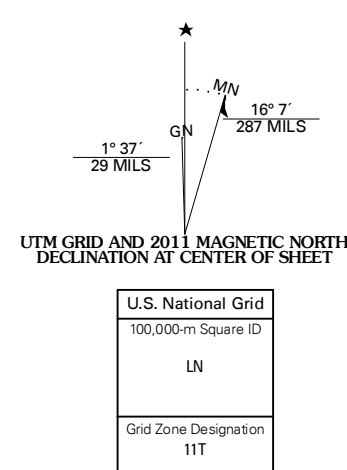 MN
GN
16° 7´
287 MILS
1° 37´
29 MILS
UTM GRID AND 2011 MAGNETIC NORTH
DECLINATION AT CENTER OF SHEET
U.S. National Grid
100,000-m Square ID
LN
Grid Zone Designation
11T